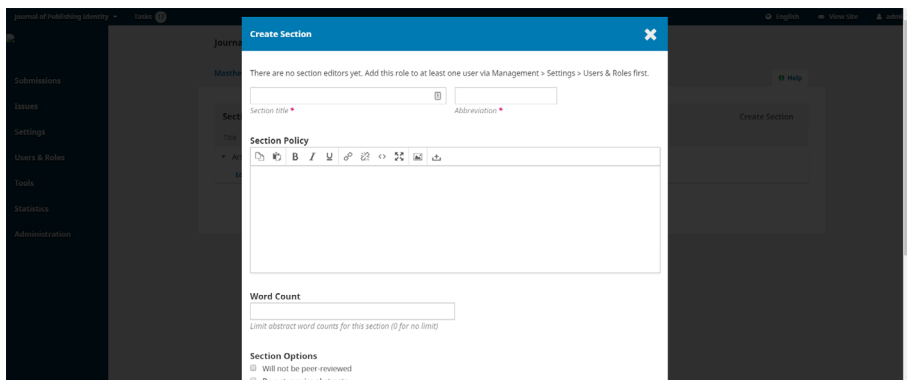 Journal of Publishing Identity
Tasks 17
English
View Site
Create Section
There are no section editors yet. Add this role to at least one user via Management > Settings > Users & Roles first.
Help
Submissions
Issues
Settings
Users & Roles
Tools
Statistics
Administration
Create Section
Title
Section title *
Abbreviation *
Section Policy
B I U
Word Count
Limit abstract word counts for this section (0 for no limit)
Section Options
Will not be peer-reviewed